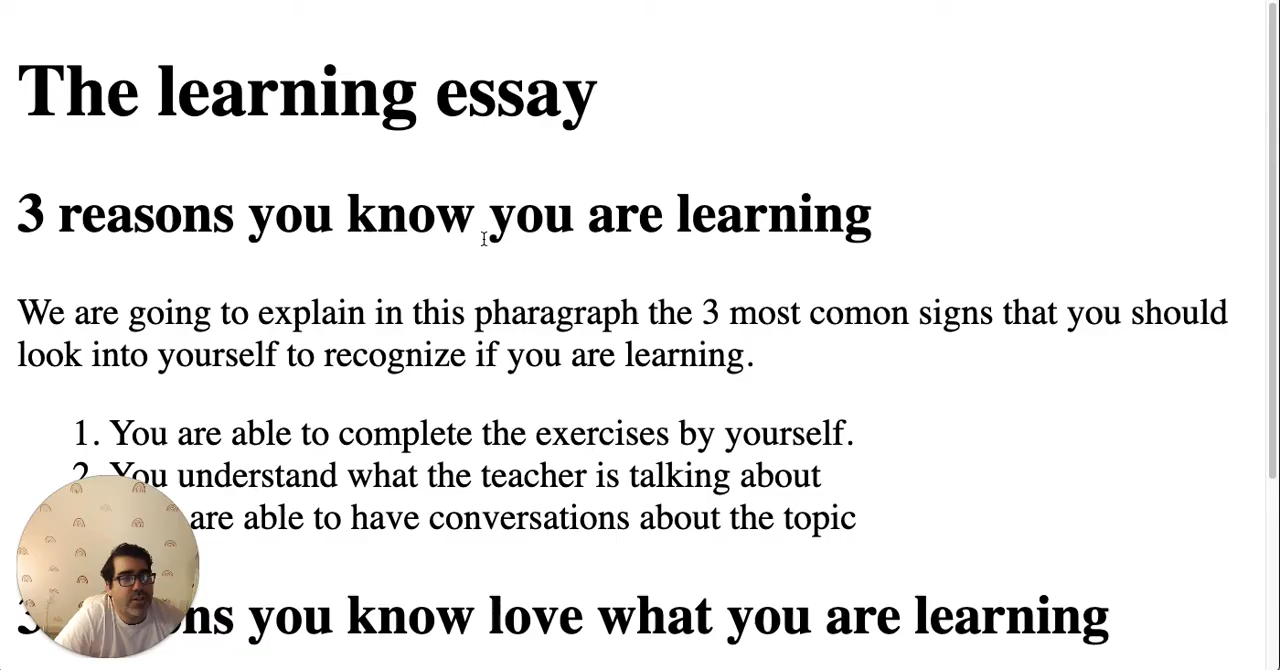 The learning essay
3 reasons you know you are learning
We are going to explain in this pharagraph the 3 most comon signs that you should
look into yourself to recognize if you are learning.
1. You are able to complete the exercises by yourself.
2. You understand what the teacher is talking about
are able to have conversations about the topic
you know love what you are learning